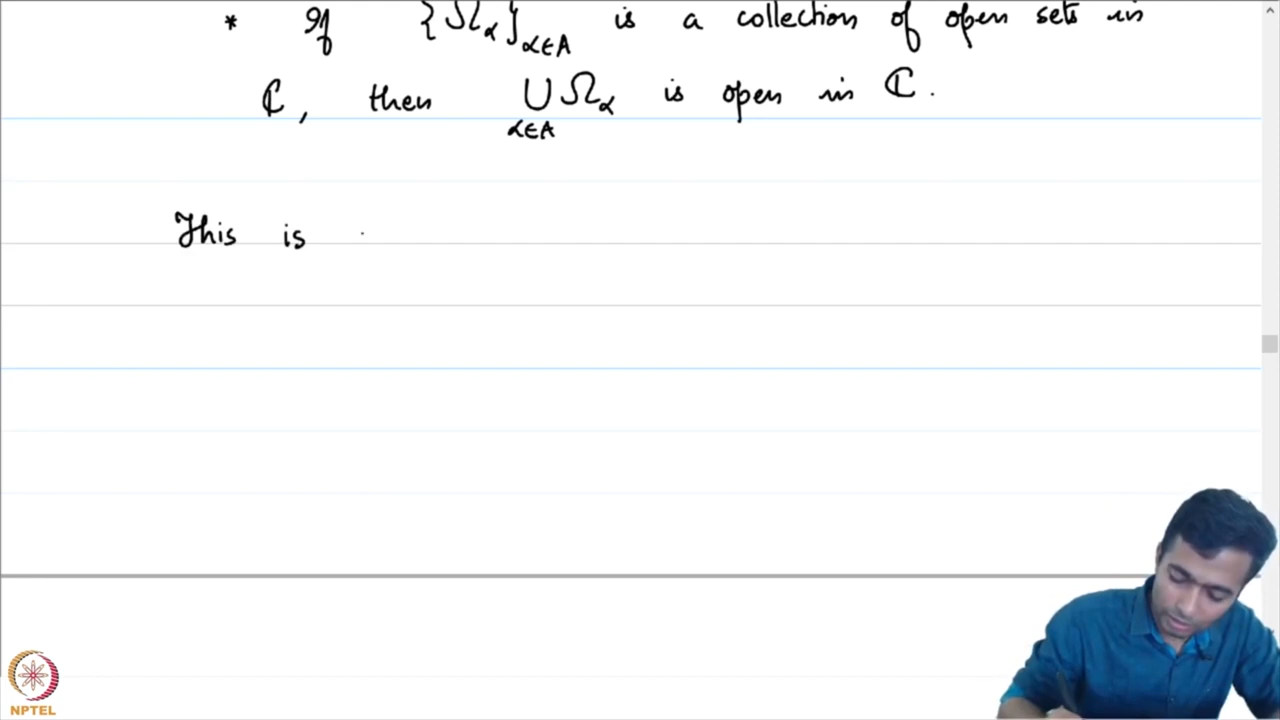 * If {Ωα}α∈A is a collection of open sets in
ℂ, then ⋃α∈A Ωα is open in ℂ.
This is
NPTEL